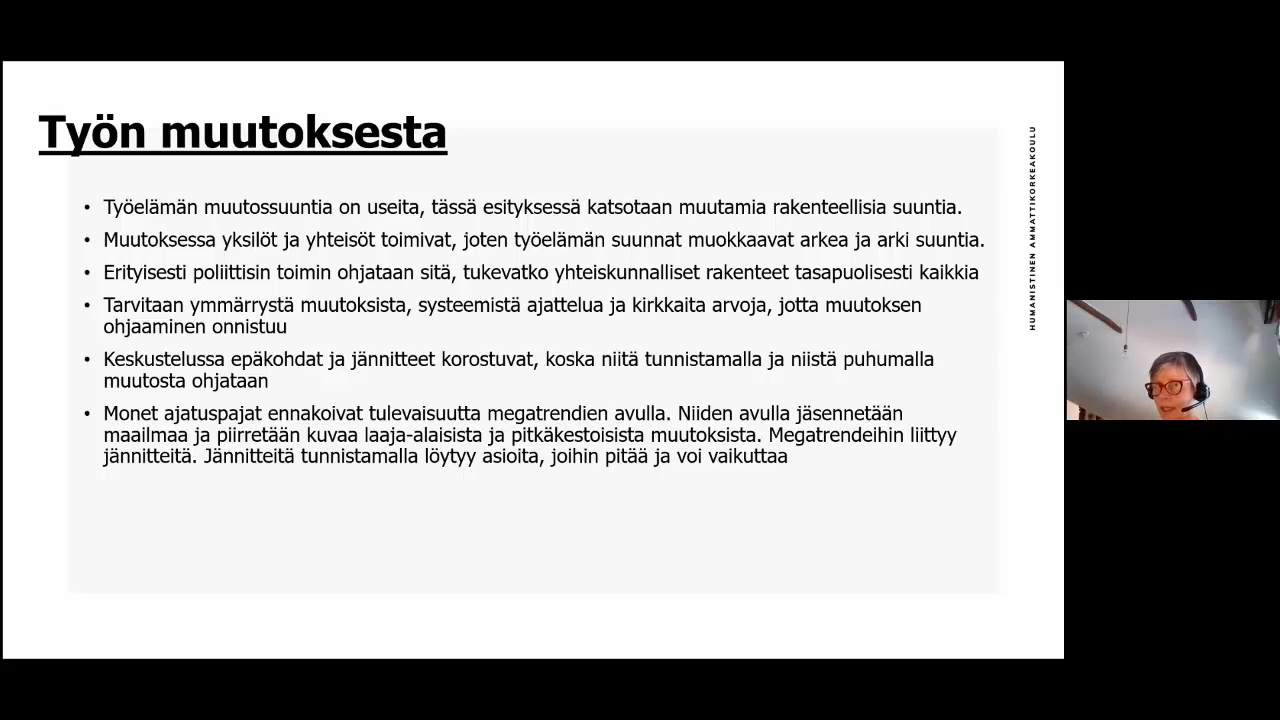 Työn muutoksesta
• Työelämän muutossuuntia on useita, tässä esityksessä katsotaan muutamia rakenteellisia suuntia.
• Muutoksessa yksilöt ja yhteisöt toimivat, joten työelämän suunnat muokkaavat arkea ja arki suuntia.
• Erityisesti poliittisin toimin ohjataan sitä, tukevatko yhteiskunnalliset rakenteet tasapuolisesti kaikkia
• Tarvitaan ymmärrystä muutoksista, systeemistä ajattelua ja kirkkaita arvoja, jotta muutoksen
ohjaaminen onnistuu
• Keskustelussa epäkohdat ja jännitteet korostuvat, koska niitä tunnistamalla ja niistä puhumalla
muutosta ohjataan
• Monet ajatuspajat ennakoivat tulevaisuutta megatrendien avulla. Niiden avulla jäsennetään
maailmaa ja piirretään kuvaa laaja-alaisista ja pitkäkestoisista muutoksista. Megatrendeihin liittyy
jännitteitä. Jännitteitä tunnistamalla löytyy asioita, joihin pitää ja voi vaikuttaa
HUMANISTINEN AMMATTIKORKEAKOULU